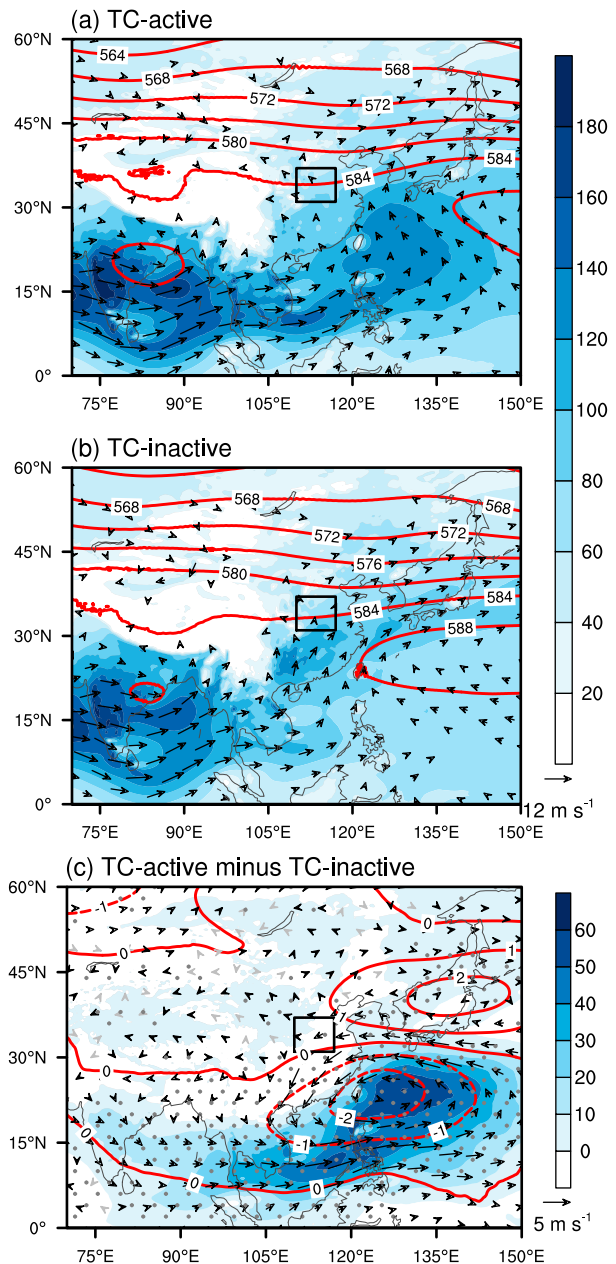 (a) TC-active
60°N
45°N
30°N
15°N
0°
75°E 90°E 105°E 120°E 135°E 150°E
564
568
568
572
572
580
584
584
180
160
140
120
100
80
60
40
20
12 m s⁻¹
(b) TC-inactive
60°N
45°N
30°N
15°N
0°
75°E 90°E 105°E 120°E 135°E 150°E
568
568
572
572
576
580
584
584
588
(c) TC-active minus TC-inactive
60°N
45°N
30°N
15°N
0°
75°E 90°E 105°E 120°E 135°E 150°E
-1
0
0
1
2
1
0
0
-2
-1
-1
0
0
0
60
50
40
30
20
10
0
5 m s⁻¹